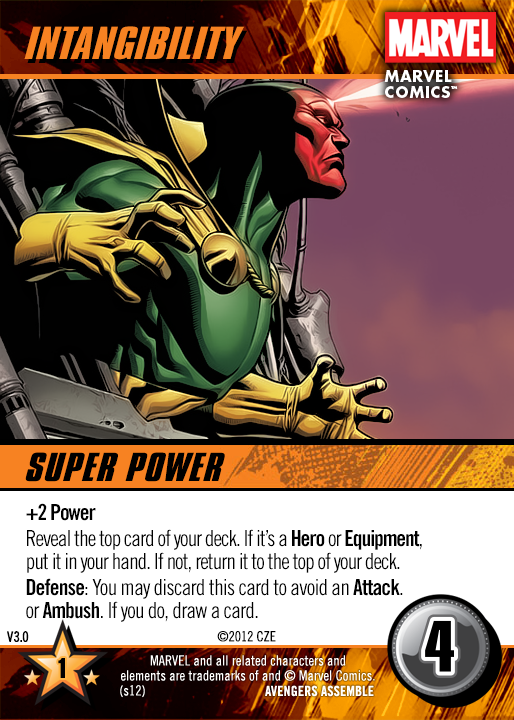 INTANGIBILITY
MARVEL
MARVEL
COMICS™
SUPER POWER
+2 Power
Reveal the top card of your deck. If it's a Hero or Equipment,
put it in your hand. If not, return it to the top of your deck.
Defense: You may discard this card to avoid an Attack.
or Ambush. If you do, draw a card.
V3.0
©2012 CZE
4
1
MARVEL and all related characters and
elements are trademarks of and © Marvel Comics
(s12)
AVENGERS ASSEMBLE